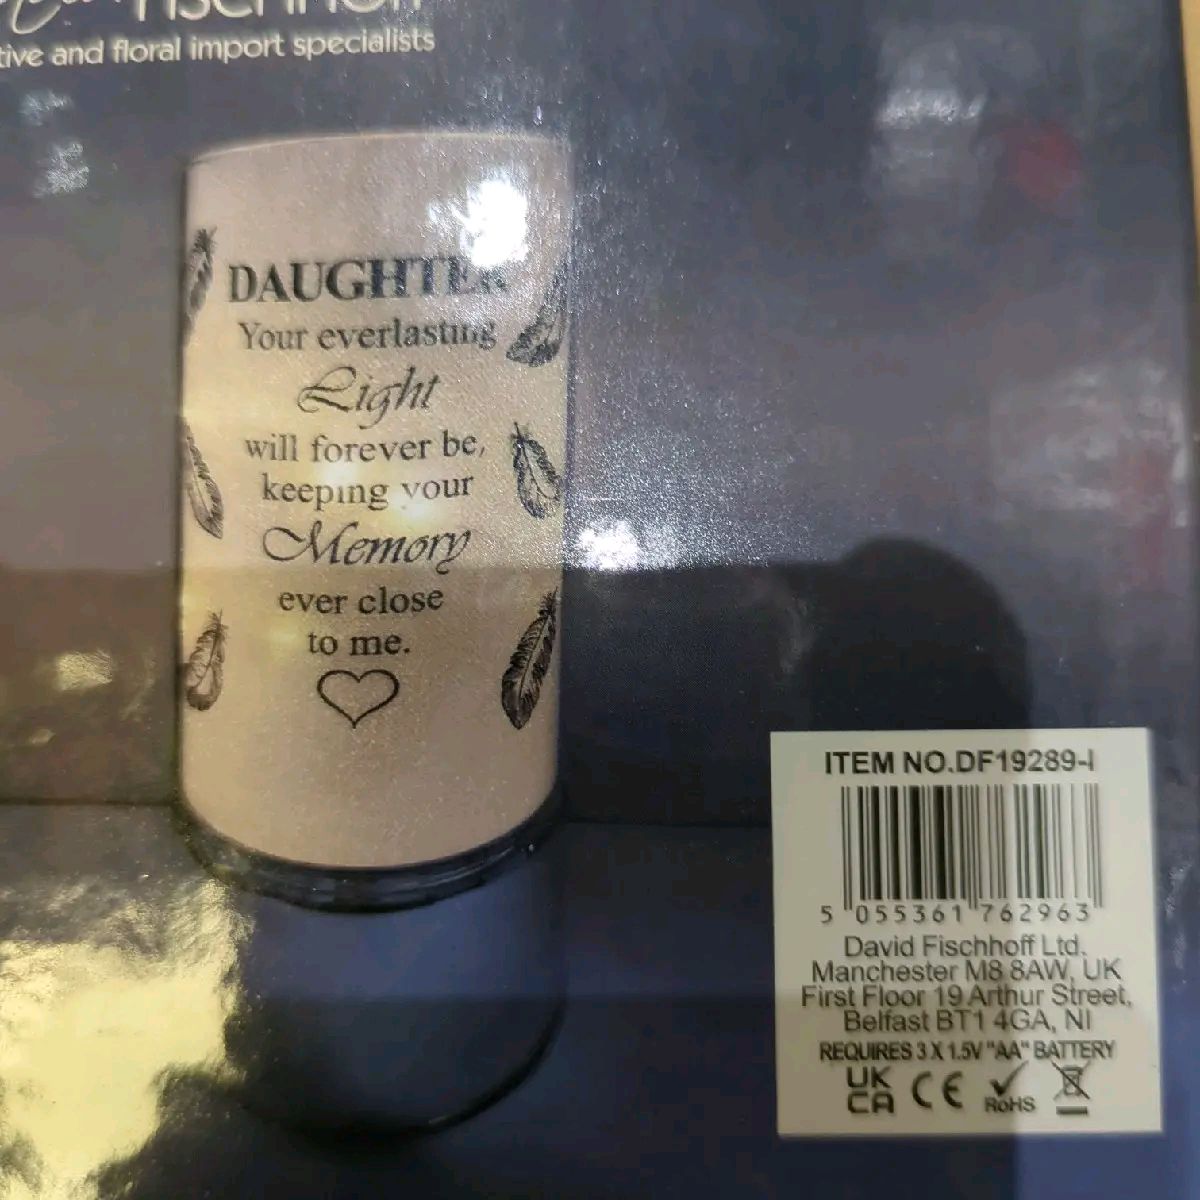 FISCHHOFF
and floral import specialists
DAUGHTER
Your everlasting
Light
will forever be,
keeping your
Memory
ever close
to me.
ITEM NO.DF19289-I
5 055361 762963
David Fischhoff Ltd.
Manchester M8 8AW, UK
First Floor 19 Arthur Street,
Belfast BT1 4GA, NI
REQUIRES 3 X 1.5V "AA" BATTERY
UK CE RoHS
CA